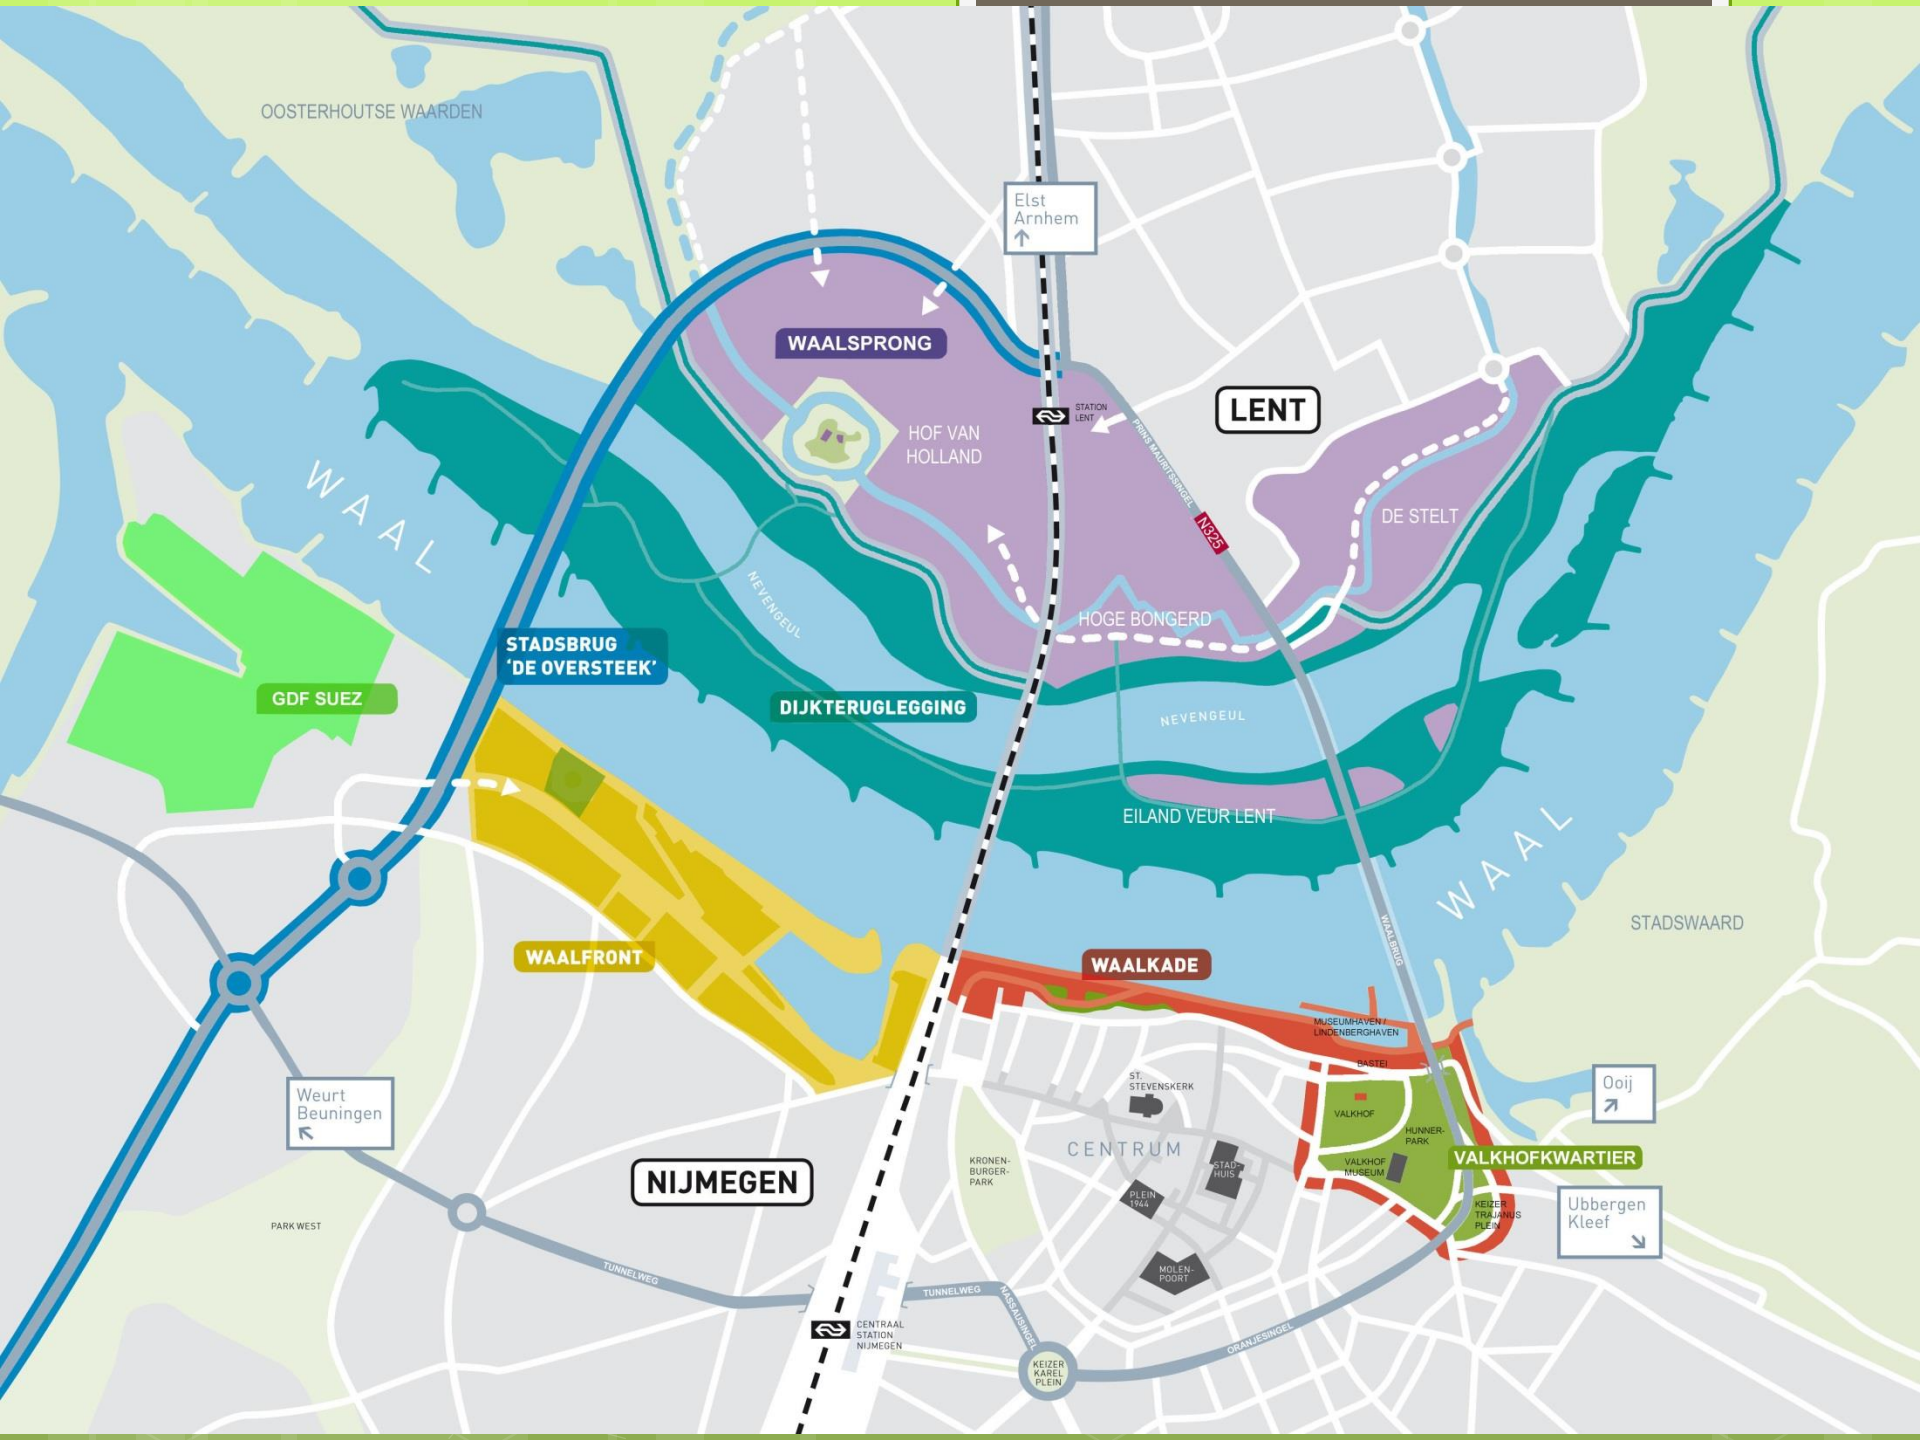 OOSTERHOUTSE WAARDEN
Elst
Arnhem
WAALSPRONG
STATION
LENT
LENT
HOF VAN
HOLLAND
PRINS MAURITSSINGEL
N325
DE STELT
WAAL
NEVENGEUL
HOGE BONGERD
STADSBRUG
‘DE OVERSTEEK’
GDF SUEZ
DIJKTERUGLEGGING
NEVENGEUL
EILAND VEUR LENT
WAAL
STADSWAARD
WAALBRUG
WAALFRONT
WAALKADE
MUSEUMHAVEN /
LINDENBERGHAVEN
BASTEI
ST.
STEVENSKERK
Ooij
Weurt
Beuningen
VALKHOF
HUNNER-
PARK
CENTRUM
VALKHOFKWARTIER
KRONEN-
BURGER-
PARK
STAD-
HUIS
VALKHOF
MUSEUM
NIJMEGEN
PLEIN
1944
KEIZER
TRAJANUS
PLEIN
Ubbergen
Kleef
PARK WEST
TUNNELWEG
MOLEN-
POORT
TUNNELWEG
NASSAUSINGEL
CENTRAAL
STATION
NIJMEGEN
ORANJESINGEL
KEIZER
KAREL
PLEIN